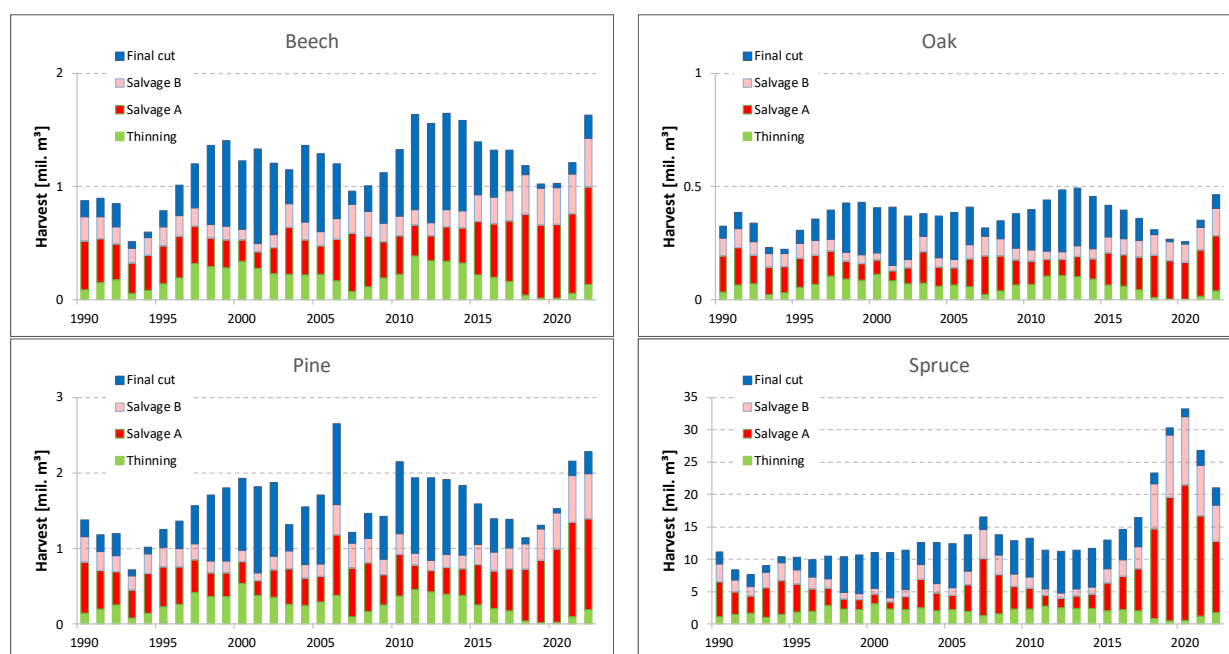 Beech
Final cut
Salvage B
Salvage A
Thinning
Harvest [mil. m³]
2
1
0
1990 1995 2000 2005 2010 2015 2020
Oak
Final cut
Salvage B
Salvage A
Thinning
Harvest [mil. m³]
1
0.5
0
1990 1995 2000 2005 2010 2015 2020
Pine
Final cut
Salvage B
Salvage A
Thinning
Harvest [mil. m³]
3
2
1
0
1990 1995 2000 2005 2010 2015 2020
Spruce
Final cut
Salvage B
Salvage A
Thinning
Harvest [mil. m³]
35
30
25
20
15
10
5
0
1990 1995 2000 2005 2010 2015 2020